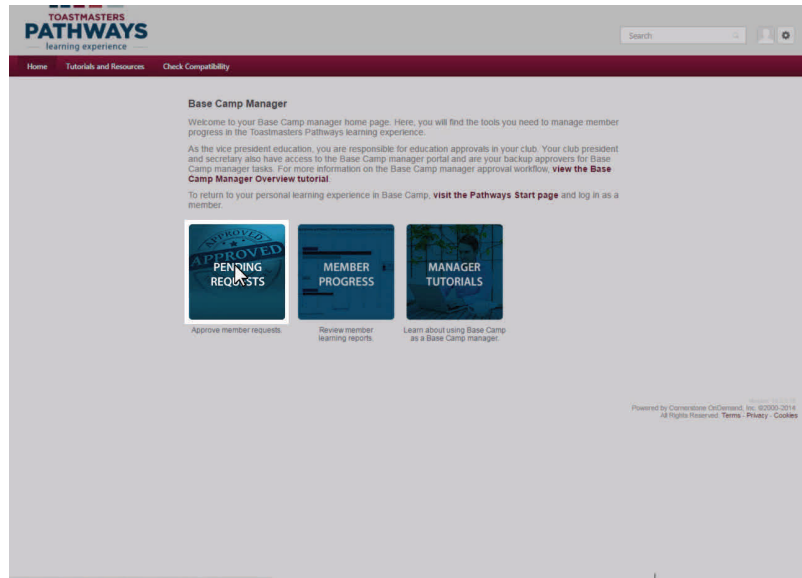 TOASTMASTERS
PATHWAYS
learning experience
Search
Home Tutorials and Resources Check Compatibility
Base Camp Manager
Welcome to your Base Camp manager home page. Here, you will find the tools you need to manage member
progress in the Toastmasters Pathways learning experience.
As the vice president education, you are responsible for education approvals in your club. Your club president
and secretary also have access to the Base Camp manager portal and are your backup approvers for Base
Camp manager tasks. For more information on the Base Camp manager approval workflow, view the Base
Camp Manager Overview tutorial.
To return to your personal learning experience in Base Camp, visit the Pathways Start page and log in as a
member.
APPROVED
APPROVED
PENDING
REQUESTS
MEMBER
PROGRESS
MANAGER
TUTORIALS
Approve member requests.
Review member
learning reports.
Learn about using Base Camp
as a Base Camp manager.
Powered by Cornerstone OnDemand, Inc. ©2000-2014
All Rights Reserved. Terms - Privacy - Cookies